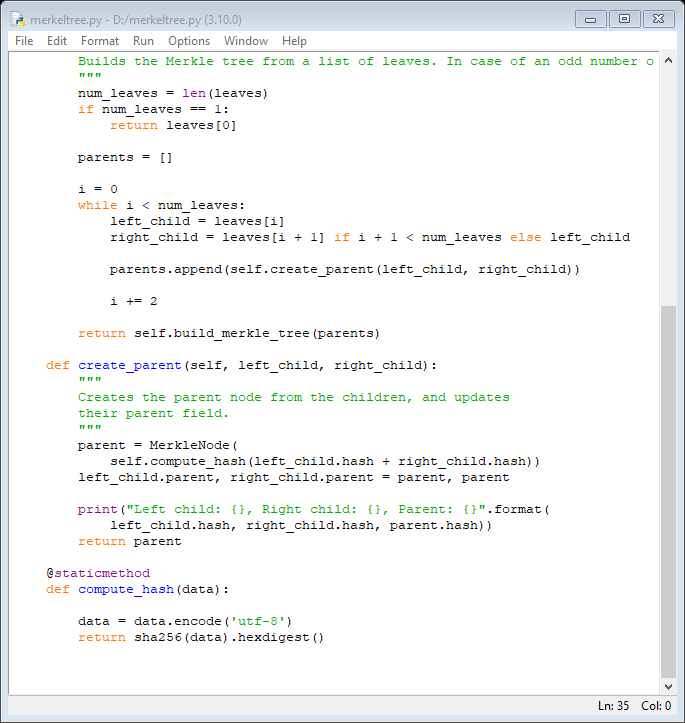 merkeltree.py - D:/merkeltree.py (3.10.0)
File Edit Format Run Options Window Help
        Builds the Merkle tree from a list of leaves. In case of an odd number o
        """
        num_leaves = len(leaves)
        if num_leaves == 1:
            return leaves[0]

        parents = []

        i = 0
        while i < num_leaves:
            left_child = leaves[i]
            right_child = leaves[i + 1] if i + 1 < num_leaves else left_child

            parents.append(self.create_parent(left_child, right_child))

            i += 2

        return self.build_merkle_tree(parents)

    def create_parent(self, left_child, right_child):
        """
        Creates the parent node from the children, and updates
        their parent field.
        """
        parent = MerkleNode(
            self.compute_hash(left_child.hash + right_child.hash))
        left_child.parent, right_child.parent = parent, parent

        print("Left child: {}, Right child: {}, Parent: {}".format(
            left_child.hash, right_child.hash, parent.hash))
        return parent

    @staticmethod
    def compute_hash(data):

        data = data.encode('utf-8')
        return sha256(data).hexdigest()
Ln: 35 Col: 0